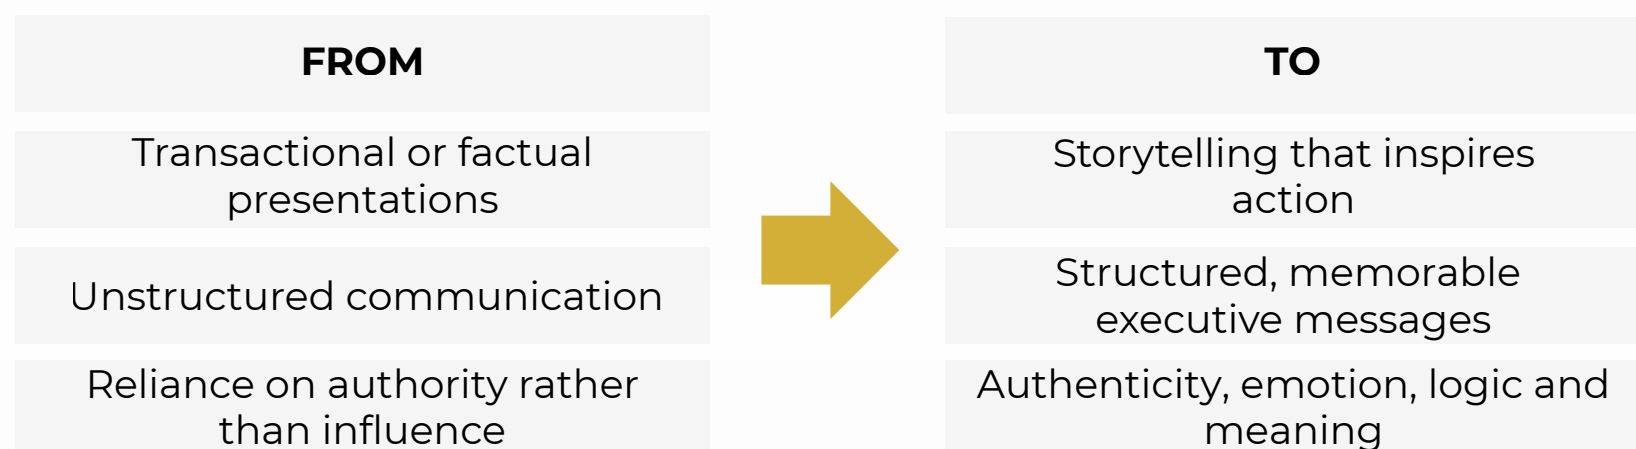 FROM
TO
Transactional or factual
presentations
Storytelling that inspires
action
Unstructured communication
Structured, memorable
executive messages
Reliance on authority rather
than influence
Authenticity, emotion, logic and
meaning